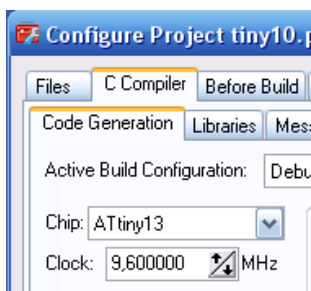 Configure Project tiny10.
Files C Compiler Before Build
Code Generation Libraries Mes
Active Build Configuration: Debu
Chip: ATtiny13
Clock: 9,600000 MHz